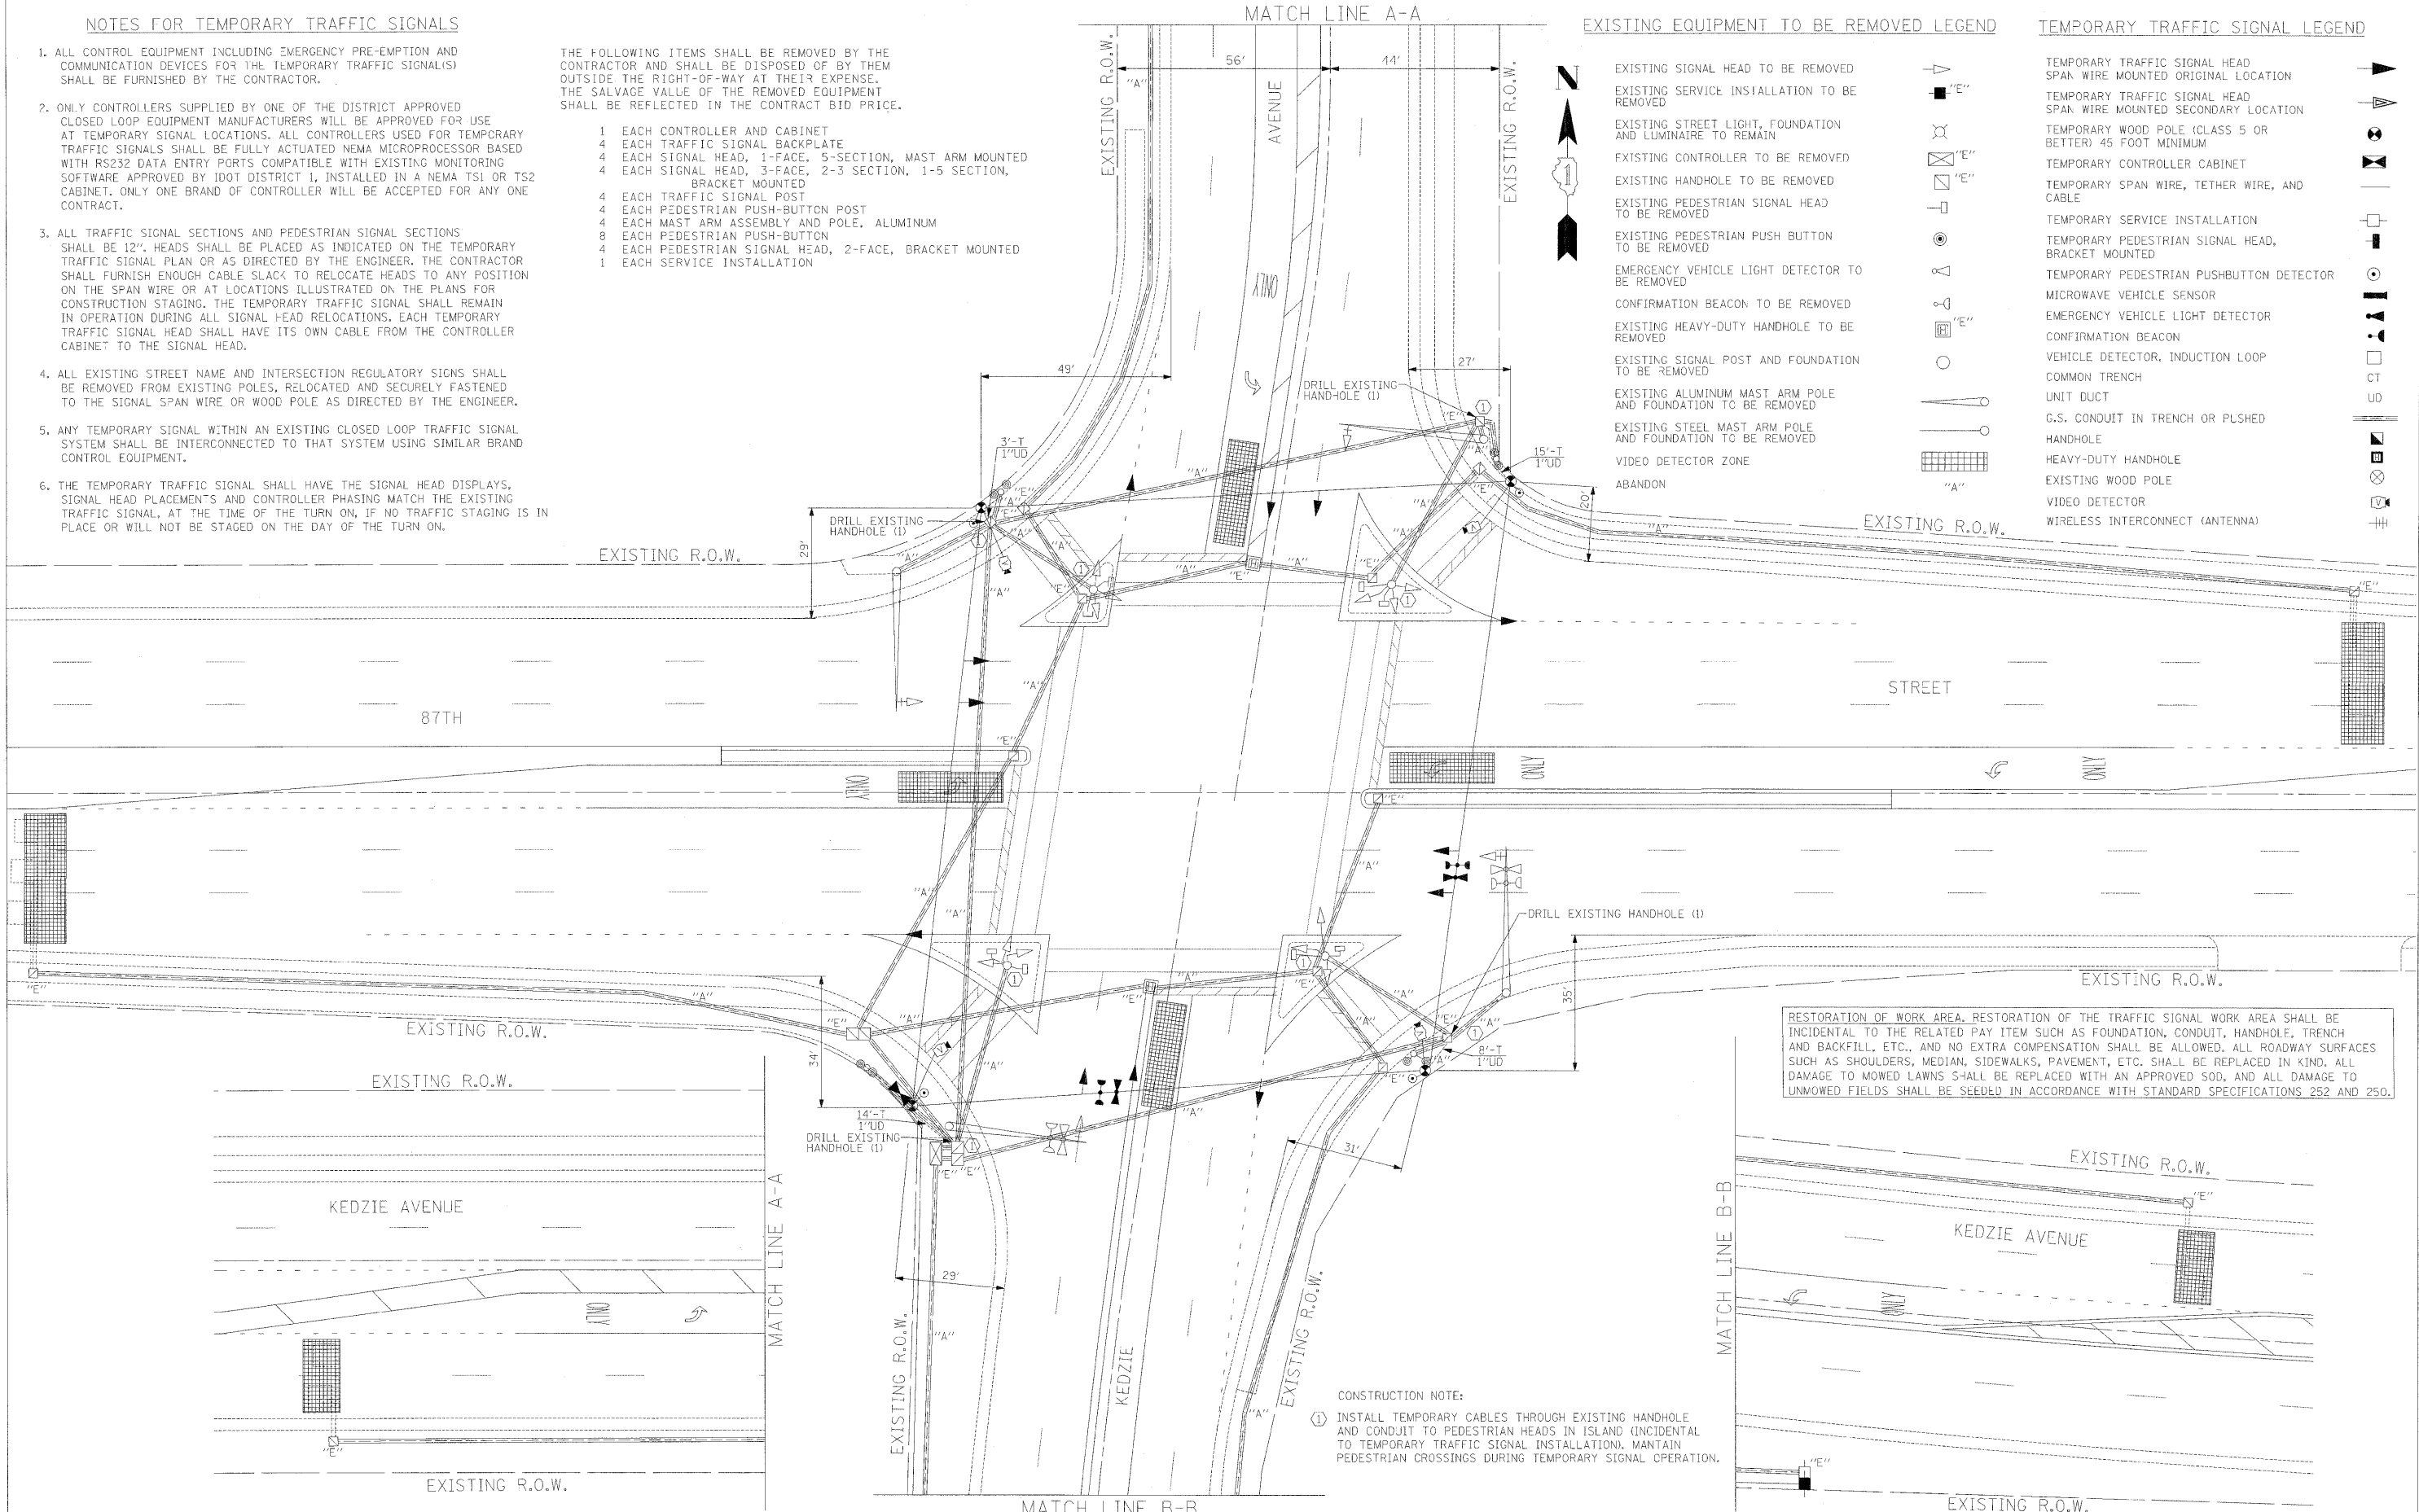 NOTES FOR TEMPORARY TRAFFIC SIGNALS
1. ALL CONTROL EQUIPMENT INCLUDING EMERGENCY PRE-EMPTION AND
COMMUNICATION DEVICES FOR THE TEMPORARY TRAFFIC SIGNAL(S)
SHALL BE FURNISHED BY THE CONTRACTOR.
2. ONLY CONTROLLERS SUPPLIED BY ONE OF THE DISTRICT APPROVED
CLOSED LOOP EQUIPMENT MANUFACTURERS WILL BE APPROVED FOR USE
AT TEMPORARY SIGNAL LOCATIONS. ALL CONTROLLERS USED FOR TEMPORARY
TRAFFIC SIGNALS SHALL BE FULLY ACTUATED NEMA MICROPROCESSOR BASED
WITH RS232 DATA ENTRY PORTS COMPATIBLE WITH EXISTING MONITORING
SOFTWARE APPROVED BY IDOT DISTRICT 1, INSTALLED IN A NEMA TS1 OR TS2
CABINET. ONLY ONE BRAND OF CONTROLLER WILL BE ACCEPTED FOR ANY ONE
CONTRACT.
3. ALL TRAFFIC SIGNAL SECTIONS AND PEDESTRIAN SIGNAL SECTIONS
SHALL BE 12". HEADS SHALL BE PLACED AS INDICATED ON THE TEMPORARY
TRAFFIC SIGNAL PLAN OR AS DIRECTED BY THE ENGINEER. THE CONTRACTOR
SHALL FURNISH ENOUGH CABLE SLACK TO RELOCATE HEADS TO ANY POSITION
ON THE SPAN WIRE OR AT LOCATIONS ILLUSTRATED ON THE PLANS FOR
CONSTRUCTION STAGING. THE TEMPORARY TRAFFIC SIGNAL SHALL REMAIN
IN OPERATION DURING ALL SIGNAL HEAD RELOCATIONS. EACH TEMPORARY
TRAFFIC SIGNAL HEAD SHALL HAVE ITS OWN CABLE FROM THE CONTROLLER
CABINET TO THE SIGNAL HEAD.
4. ALL EXISTING STREET NAME AND INTERSECTION REGULATORY SIGNS SHALL
BE REMOVED FROM EXISTING POLES, RELOCATED AND SECURELY FASTENED
TO THE SIGNAL SPAN WIRE OR WOOD POLE AS DIRECTED BY THE ENGINEER.
5. ANY TEMPORARY SIGNAL WITHIN AN EXISTING CLOSED LOOP TRAFFIC SIGNAL
SYSTEM SHALL BE INTERCONNECTED TO THAT SYSTEM USING SIMILAR BRAND
CONTROL EQUIPMENT.
6. THE TEMPORARY TRAFFIC SIGNAL SHALL HAVE THE SIGNAL HEAD DISPLAYS,
SIGNAL HEAD PLACEMENTS AND CONTROLLER PHASING MATCH THE EXISTING
TRAFFIC SIGNAL, AT THE TIME OF THE TURN ON, IF NO TRAFFIC STAGING IS IN
PLACE OR WILL NOT BE STAGED ON THE DAY OF THE TURN ON.
THE FOLLOWING ITEMS SHALL BE REMOVED BY THE
CONTRACTOR AND SHALL BE DISPOSED OF BY THEM
OUTSIDE THE RIGHT-OF-WAY AT THEIR EXPENSE.
THE SALVAGE VALUE OF THE REMOVED EQUIPMENT
SHALL BE REFLECTED IN THE CONTRACT BID PRICE.
1 EACH CONTROLLER AND CABINET
4 EACH TRAFFIC SIGNAL BACKPLATE
4 EACH SIGNAL HEAD, 1-FACE, 5-SECTION, MAST ARM MOUNTED
4 EACH SIGNAL HEAD, 3-FACE, 2-3 SECTION, 1-5 SECTION,
BRACKET MOUNTED
4 EACH TRAFFIC SIGNAL POST
4 EACH PEDESTRIAN PUSH-BUTTON POST
4 EACH MAST ARM ASSEMBLY AND POLE, ALUMINUM
8 EACH PEDESTRIAN PUSH-BUTTON
4 EACH PEDESTRIAN SIGNAL HEAD, 2-FACE, BRACKET MOUNTED
1 EACH SERVICE INSTALLATION
MATCH LINE A-A
EXISTING R.O.W.
56'
44'
AVENUE
EXISTING R.O.W.
"A"
ONLY
49'
27'
EXISTING EQUIPMENT TO BE REMOVED LEGEND
N
1
EXISTING SIGNAL HEAD TO BE REMOVED
EXISTING SERVICE INSTALLATION TO BE
REMOVED
"E"
EXISTING STREET LIGHT, FOUNDATION
AND LUMINAIRE TO REMAIN
EXISTING CONTROLLER TO BE REMOVED "E"
EXISTING HANDHOLE TO BE REMOVED "E"
EXISTING PEDESTRIAN SIGNAL HEAD
TO BE REMOVED
EXISTING PEDESTRIAN PUSH BUTTON
TO BE REMOVED
EMERGENCY VEHICLE LIGHT DETECTOR TO
BE REMOVED
CONFIRMATION BEACON TO BE REMOVED
EXISTING HEAVY-DUTY HANDHOLE TO BE
REMOVED
H "E"
EXISTING SIGNAL POST AND FOUNDATION
TO BE REMOVED
EXISTING ALUMINUM MAST ARM POLE
AND FOUNDATION TO BE REMOVED
EXISTING STEEL MAST ARM POLE
AND FOUNDATION TO BE REMOVED
VIDEO DETECTOR ZONE
ABANDON "A"
TEMPORARY TRAFFIC SIGNAL LEGEND
TEMPORARY TRAFFIC SIGNAL HEAD
SPAN WIRE MOUNTED ORIGINAL LOCATION
TEMPORARY TRAFFIC SIGNAL HEAD
SPAN WIRE MOUNTED SECONDARY LOCATION
TEMPORARY WOOD POLE (CLASS 5 OR
BETTER) 45 FOOT MINIMUM
TEMPORARY CONTROLLER CABINET
TEMPORARY SPAN WIRE, TETHER WIRE, AND
CABLE
TEMPORARY SERVICE INSTALLATION
TEMPORARY PEDESTRIAN SIGNAL HEAD,
BRACKET MOUNTED
TEMPORARY PEDESTRIAN PUSHBUTTON DETECTOR
MICROWAVE VEHICLE SENSOR
EMERGENCY VEHICLE LIGHT DETECTOR
CONFIRMATION BEACON
VEHICLE DETECTOR, INDUCTION LOOP
COMMON TRENCH CT
UNIT DUCT UD
G.S. CONDUIT IN TRENCH OR PUSHED
HANDHOLE
HEAVY-DUTY HANDHOLE H
EXISTING WOOD POLE
VIDEO DETECTOR V
WIRELESS INTERCONNECT (ANTENNA)
DRILL EXISTING
HANDHOLE (1)
3'-T
1"UD
15'-T
1"UD
DRILL EXISTING
HANDHOLE (1)
29'
20'
EXISTING R.O.W.
EXISTING R.O.W.
87TH
STREET
ONLY
ONLY
ONLY
DRILL EXISTING HANDHOLE (1)
35'
34'
EXISTING R.O.W.
EXISTING R.O.W.
8'-T
1"UD
14'-T
1"UD
DRILL EXISTING
HANDHOLE (1)
31'
29'
EXISTING R.O.W.
KEDZIE
EXISTING R.O.W.
MATCH LINE B-B
RESTORATION OF WORK AREA. RESTORATION OF THE TRAFFIC SIGNAL WORK AREA SHALL BE
INCIDENTAL TO THE RELATED PAY ITEM SUCH AS FOUNDATION, CONDUIT, HANDHOLE, TRENCH
AND BACKFILL, ETC., AND NO EXTRA COMPENSATION SHALL BE ALLOWED. ALL ROADWAY SURFACES
SUCH AS SHOULDERS, MEDIAN, SIDEWALKS, PAVEMENT, ETC. SHALL BE REPLACED IN KIND. ALL
DAMAGE TO MOWED LAWNS SHALL BE REPLACED WITH AN APPROVED SOD, AND ALL DAMAGE TO
UNMOWED FIELDS SHALL BE SEEDED IN ACCORDANCE WITH STANDARD SPECIFICATIONS 252 AND 250.
EXISTING R.O.W.
KEDZIE AVENUE
MATCH LINE A-A
ONLY
"E"
EXISTING R.O.W.
CONSTRUCTION NOTE:
1 INSTALL TEMPORARY CABLES THROUGH EXISTING HANDHOLE
AND CONDUIT TO PEDESTRIAN HEADS IN ISLAND (INCIDENTAL
TO TEMPORARY TRAFFIC SIGNAL INSTALLATION). MANTAIN
PEDESTRIAN CROSSINGS DURING TEMPORARY SIGNAL OPERATION.
MATCH LINE B-B
EXISTING R.O.W.
"E"
KEDZIE AVENUE
ONLY
"E"
EXISTING R.O.W.